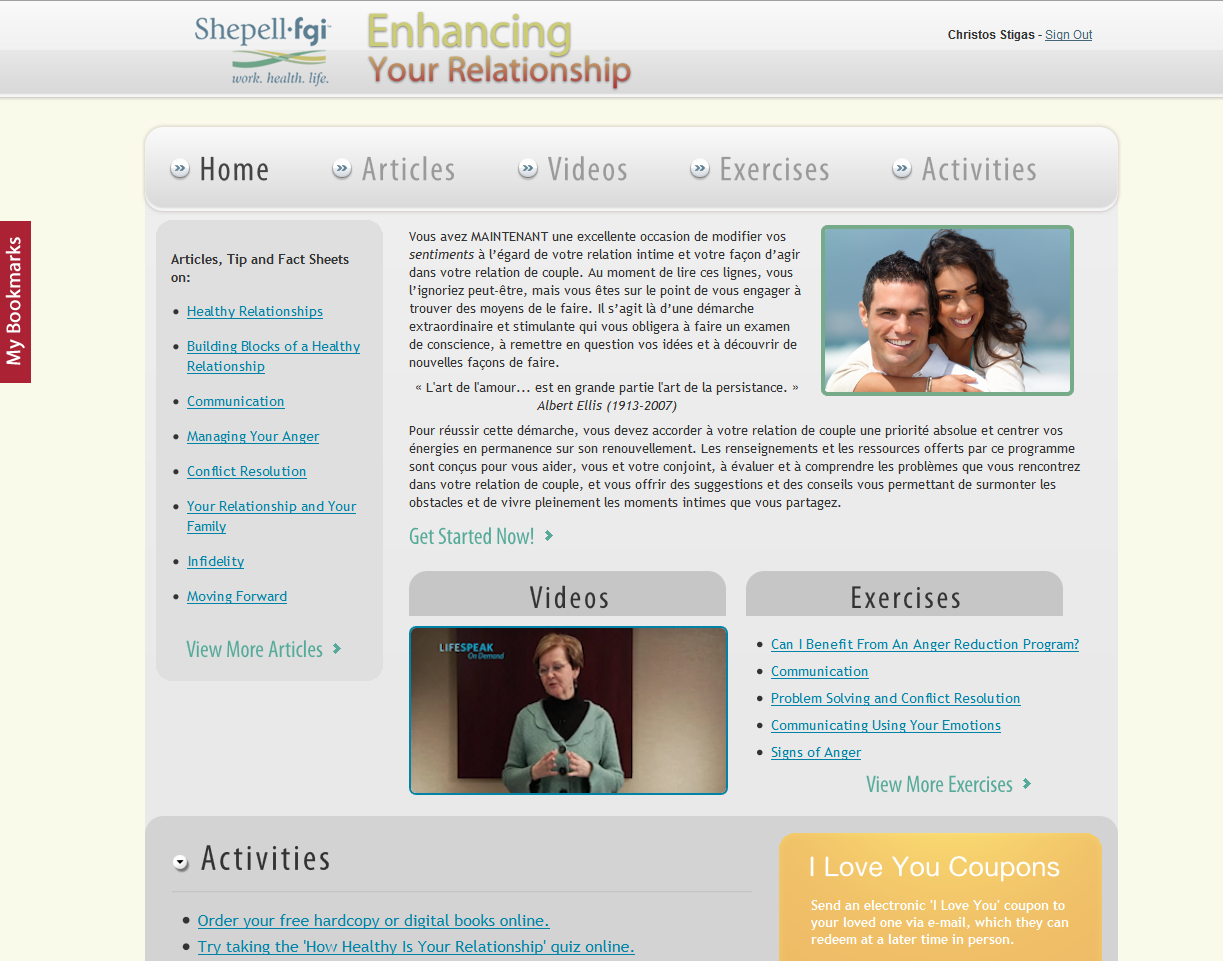 Shepell·fgi™
work. health. life.
Enhancing
Your Relationship
Christos Stigas - Sign Out
Home
Articles
Videos
Exercises
Activities
My Bookmarks
Articles, Tip and Fact Sheets
on:
Healthy Relationships
Building Blocks of a Healthy
Relationship
Communication
Managing Your Anger
Conflict Resolution
Your Relationship and Your
Family
Infidelity
Moving Forward
View More Articles
Vous avez MAINTENANT une excellente occasion de modifier vos
sentiments à l’égard de votre relation intime et votre façon d’agir
dans votre relation de couple. Au moment de lire ces lignes, vous
l’ignoriez peut-être, mais vous êtes sur le point de vous engager à
trouver des moyens de le faire. Il s’agit là d’une démarche
extraordinaire et stimulante qui vous obligera à faire un examen
de conscience, à remettre en question vos idées et à découvrir de
nouvelles façons de faire.
« L'art de l'amour... est en grande partie l'art de la persistance. »
Albert Ellis (1913-2007)
Pour réussir cette démarche, vous devez accorder à votre relation de couple une priorité absolue et centrer vos
énergies en permanence sur son renouvellement. Les renseignements et les ressources offerts par ce programme
sont conçus pour vous aider, vous et votre conjoint, à évaluer et à comprendre les problèmes que vous rencontrez
dans votre relation de couple, et vous offrir des suggestions et des conseils vous permettant de surmonter les
obstacles et de vivre pleinement les moments intimes que vous partagez.
Get Started Now!
Videos
LIFESPEAK
On Demand
Exercises
Can I Benefit From An Anger Reduction Program?
Communication
Problem Solving and Conflict Resolution
Communicating Using Your Emotions
Signs of Anger
View More Exercises
Activities
Order your free hardcopy or digital books online.
Try taking the 'How Healthy Is Your Relationship' quiz online.
I Love You Coupons
Send an electronic 'I Love You' coupon to
your loved one via e-mail, which they can
redeem at a later time in person.